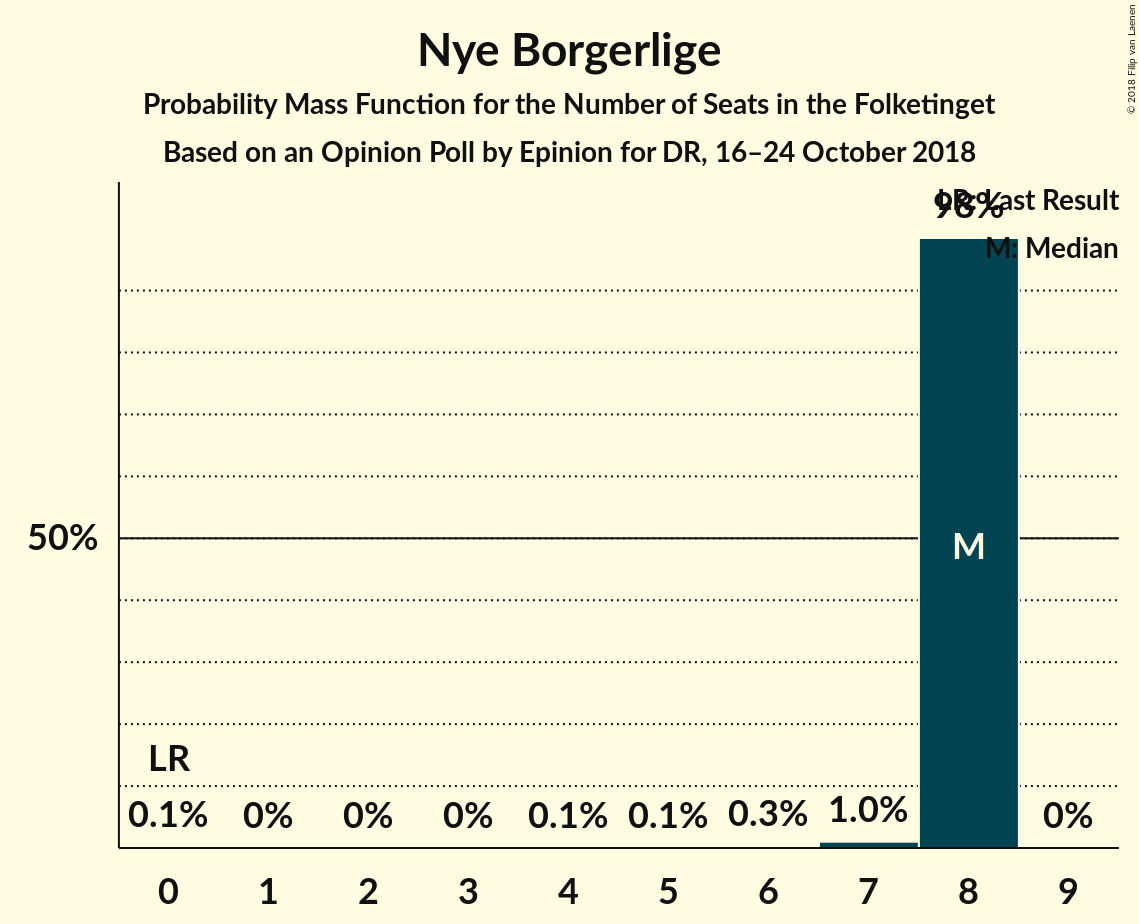 Nye Borgerlige
Probability Mass Function for the Number of Seats in the Folketinget
Based on an Opinion Poll by Epinion for DR, 16–24 October 2018
© 2018 Filip van Laenen
LR: Last Result
98%
M: Median
50%
M
LR
0.1% 0% 0% 0% 0.1% 0.1% 0.3% 1.0% 0%
0 1 2 3 4 5 6 7 8 9